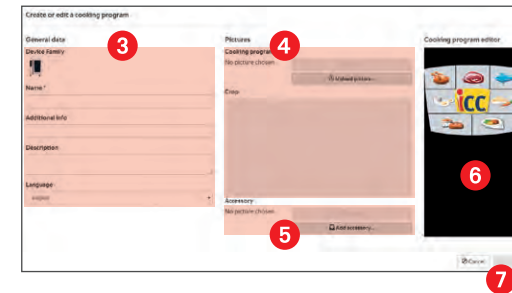 Create or edit a cooking program
General data
Device Family
Name *
Additional info
Description
Language
English
3
Pictures
Cooking program
No picture chosen
Upload picture...
Crop
4
Accessory
No picture chosen
Add accessory...
5
Cooking program editor
iCC
6
Cancel
7